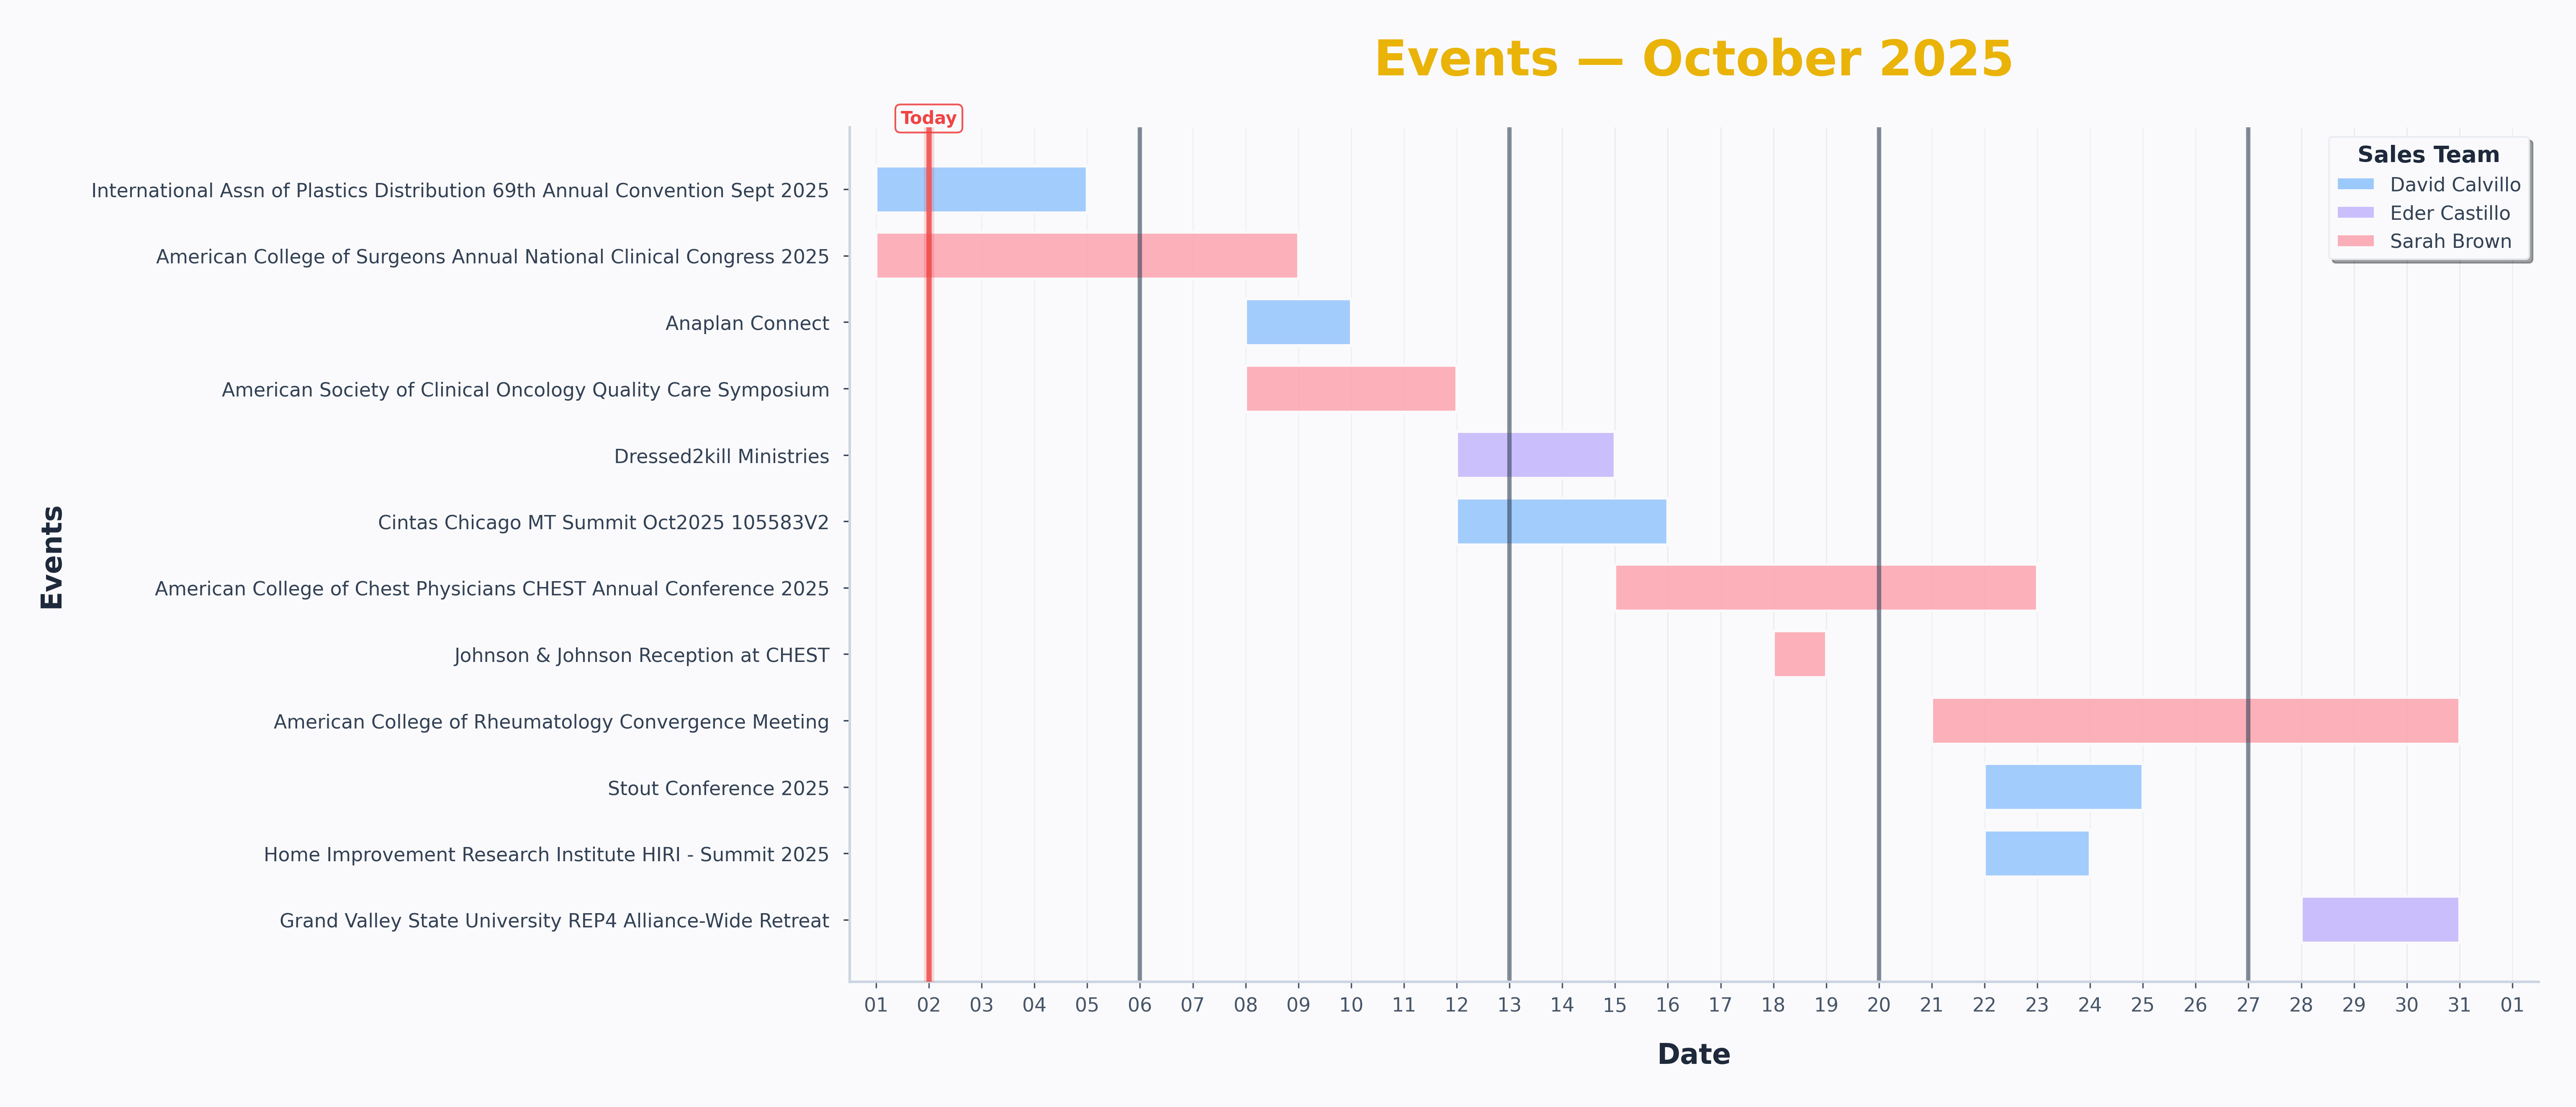 Events — October 2025
Today
Sales Team
David Calvillo
Eder Castillo
Sarah Brown
Events
International Assn of Plastics Distribution 69th Annual Convention Sept 2025
American College of Surgeons Annual National Clinical Congress 2025
Anaplan Connect
American Society of Clinical Oncology Quality Care Symposium
Dressed2kill Ministries
Cintas Chicago MT Summit Oct2025 105583V2
American College of Chest Physicians CHEST Annual Conference 2025
Johnson & Johnson Reception at CHEST
American College of Rheumatology Convergence Meeting
Stout Conference 2025
Home Improvement Research Institute HIRI - Summit 2025
Grand Valley State University REP4 Alliance-Wide Retreat
01 02 03 04 05 06 07 08 09 10 11 12 13 14 15 16 17 18 19 20 21 22 23 24 25 26 27 28 29 30 31 01
Date